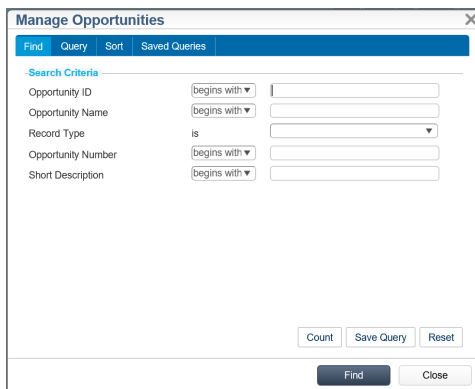 Manage Opportunities
Find Query Sort Saved Queries
Search Criteria
Opportunity ID begins with
Opportunity Name begins with
Record Type is
Opportunity Number begins with
Short Description begins with
Count Save Query Reset
Find Close